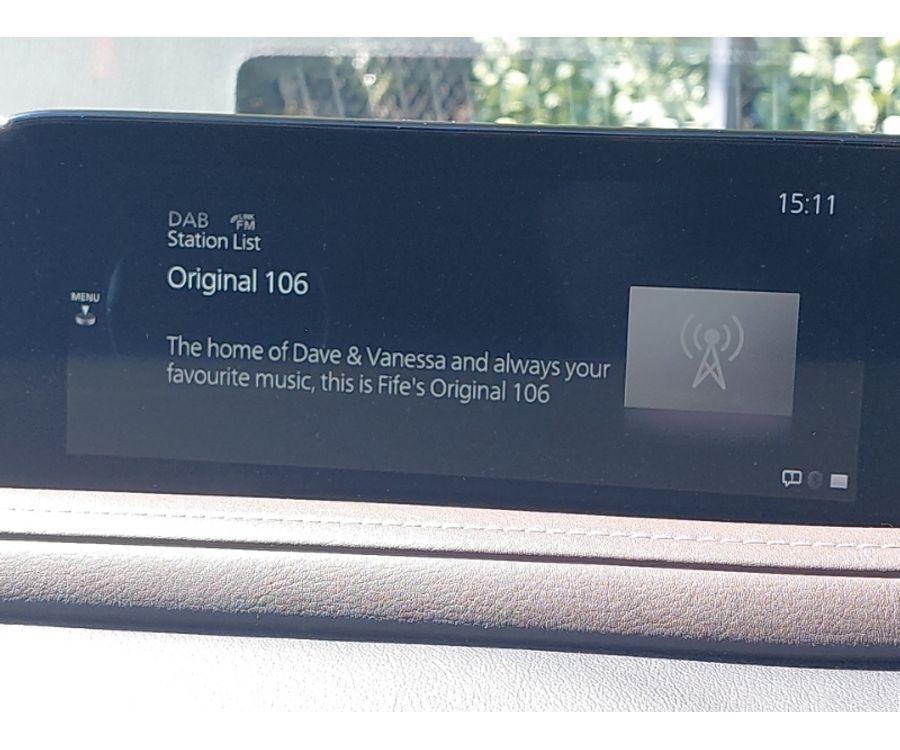 15:11
DAB LINK FM
Station List
Original 106
MENU
The home of Dave & Vanessa and always your
favourite music, this is Fife's Original 106